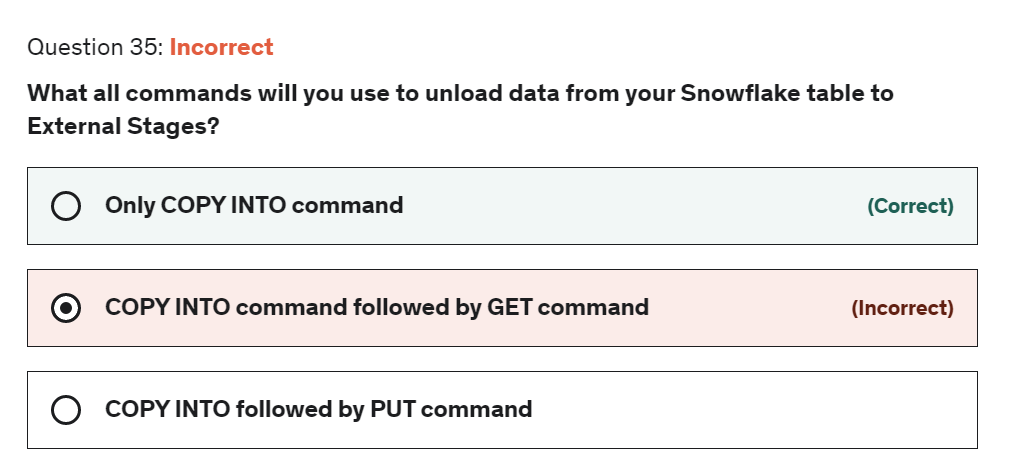 Question 35: Incorrect
What all commands will you use to unload data from your Snowflake table to
External Stages?
Only COPY INTO command (Correct)
COPY INTO command followed by GET command (Incorrect)
COPY INTO followed by PUT command